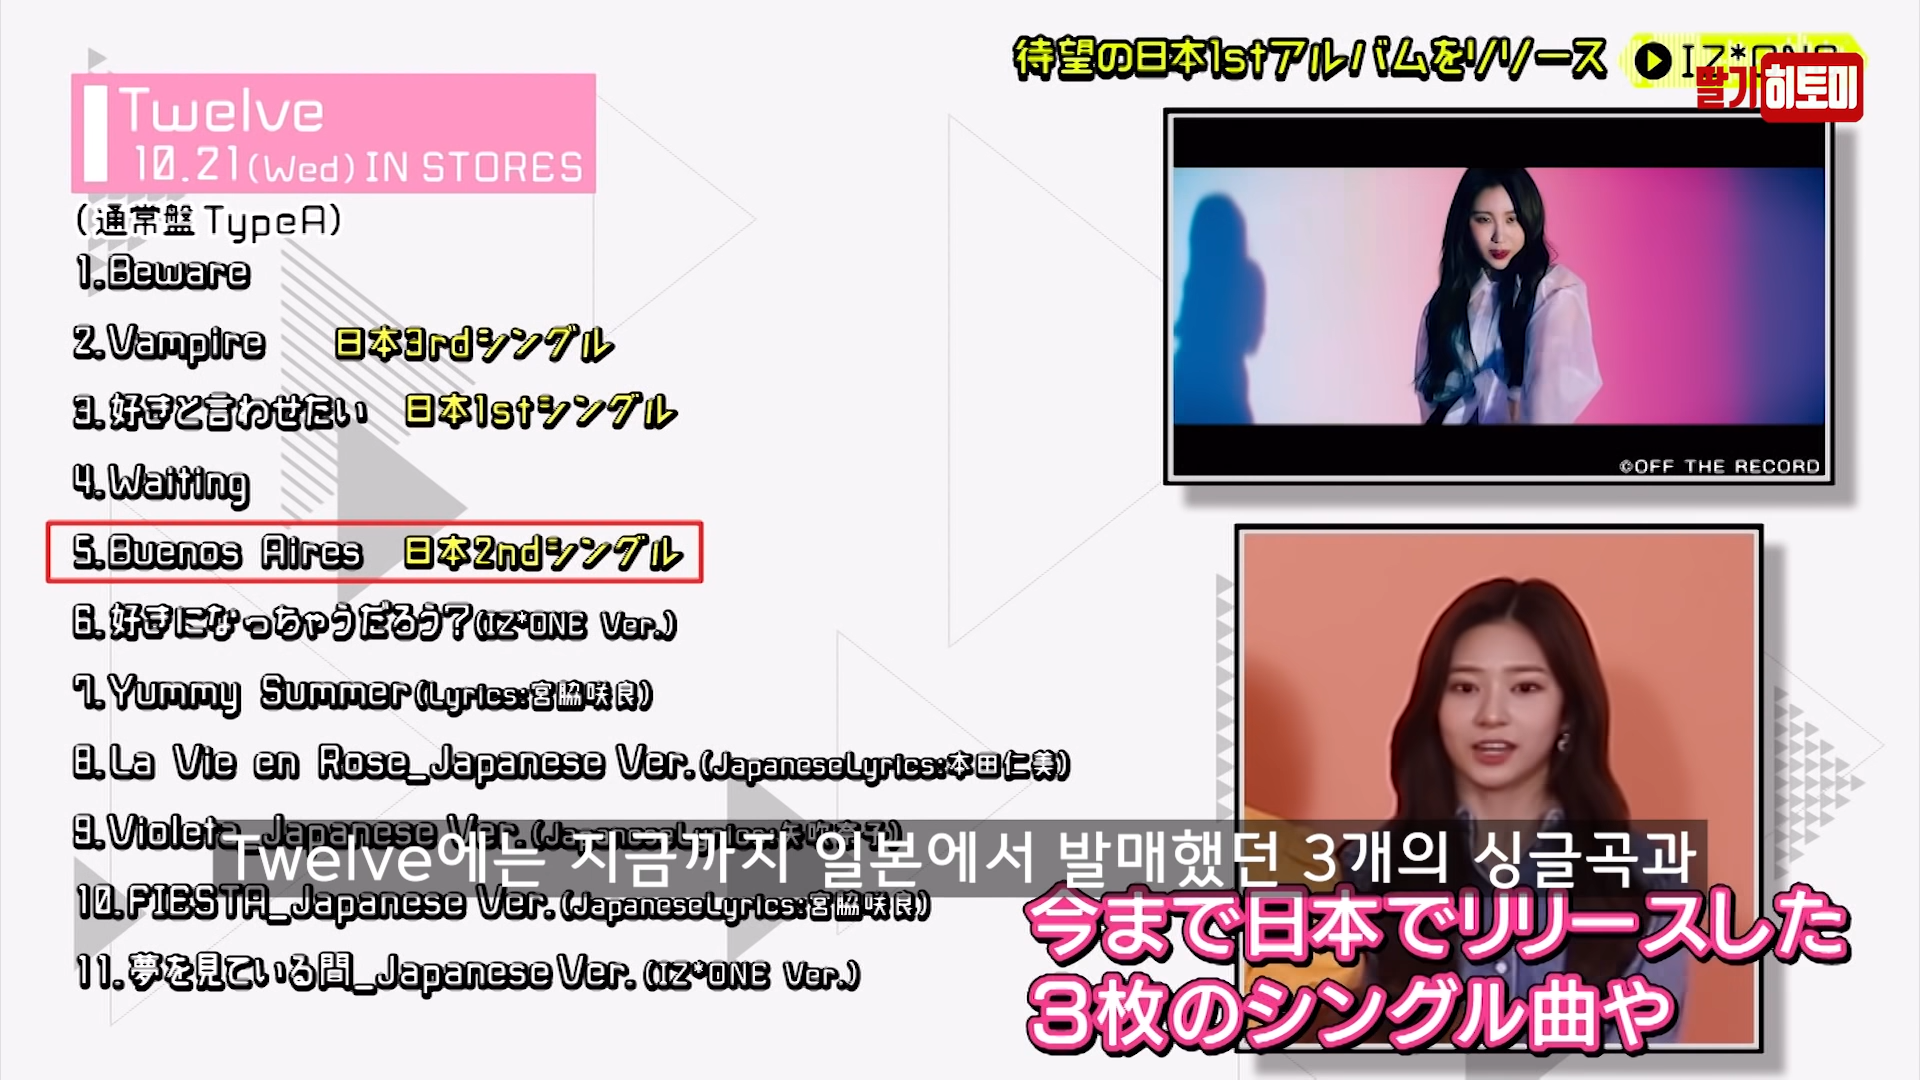 待望の日本1stアルバムをリリース
IZ*ONE
딸기히토미
Twelve
10.21(Wed) IN STORES
(通常盤TypeA)
1.Beware
2.Vampire 日本3rdシングル
3.好きと言わせたい 日本1stシングル
4.Waiting
5.Buenos Aires 日本2ndシングル
6.好きになっちゃうだろう?(IZ*ONE Ver.)
7.Yummy Summer(Lyrics:宮脇咲良)
8.La Vie en Rose_Japanese Ver.(JapaneseLyrics:本田仁美)
9.Violeta_Japanese Ver.(JapaneseLyrics:矢吹奈子)
10.FIESTA_Japanese Ver.(JapaneseLyrics:宮脇咲良)
11.夢を見ている間_Japanese Ver.(IZ*ONE Ver.)
©OFF THE RECORD
Twelve에는 지금까지 일본에서 발매했던 3개의 싱글곡과
今まで日本でリリースした
3枚のシングル曲や